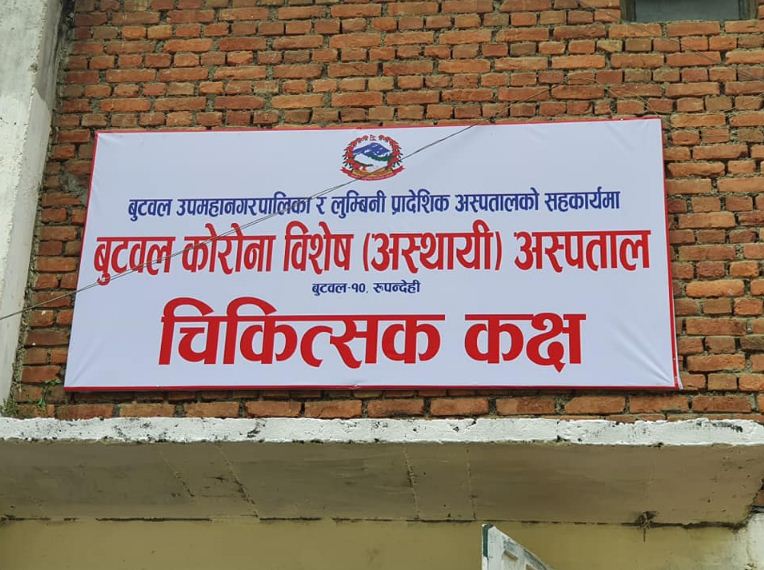 बुटवल उपमहानगरपालिका र लुम्बिनी प्रादेशिक अस्पतालको सहकार्यमा
बुटवल कोरोना विशेष (अस्थायी) अस्पताल
बुटवल-१०, रुपन्देही
चिकित्सक कक्ष